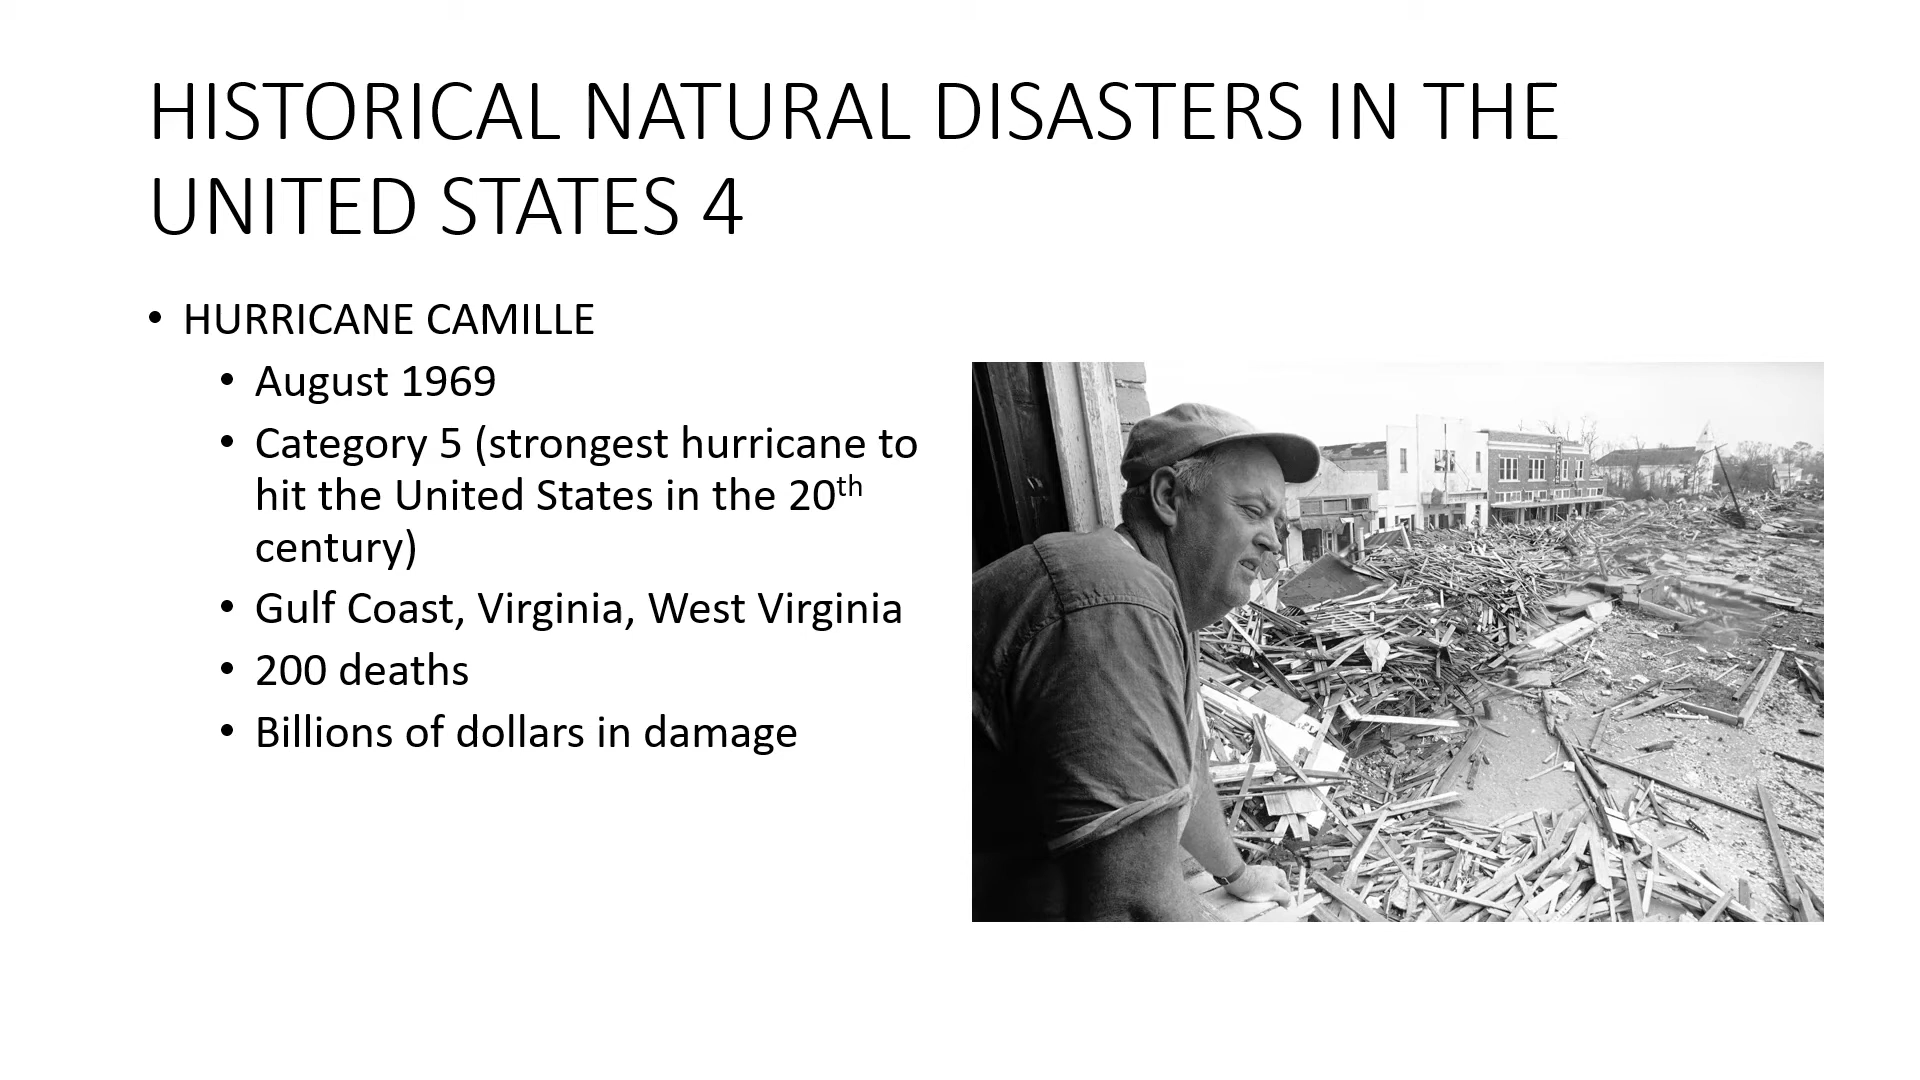 HISTORICAL NATURAL DISASTERS IN THE
UNITED STATES 4
• HURRICANE CAMILLE
• August 1969
• Category 5 (strongest hurricane to
hit the United States in the 20th
century)
• Gulf Coast, Virginia, West Virginia
• 200 deaths
• Billions of dollars in damage